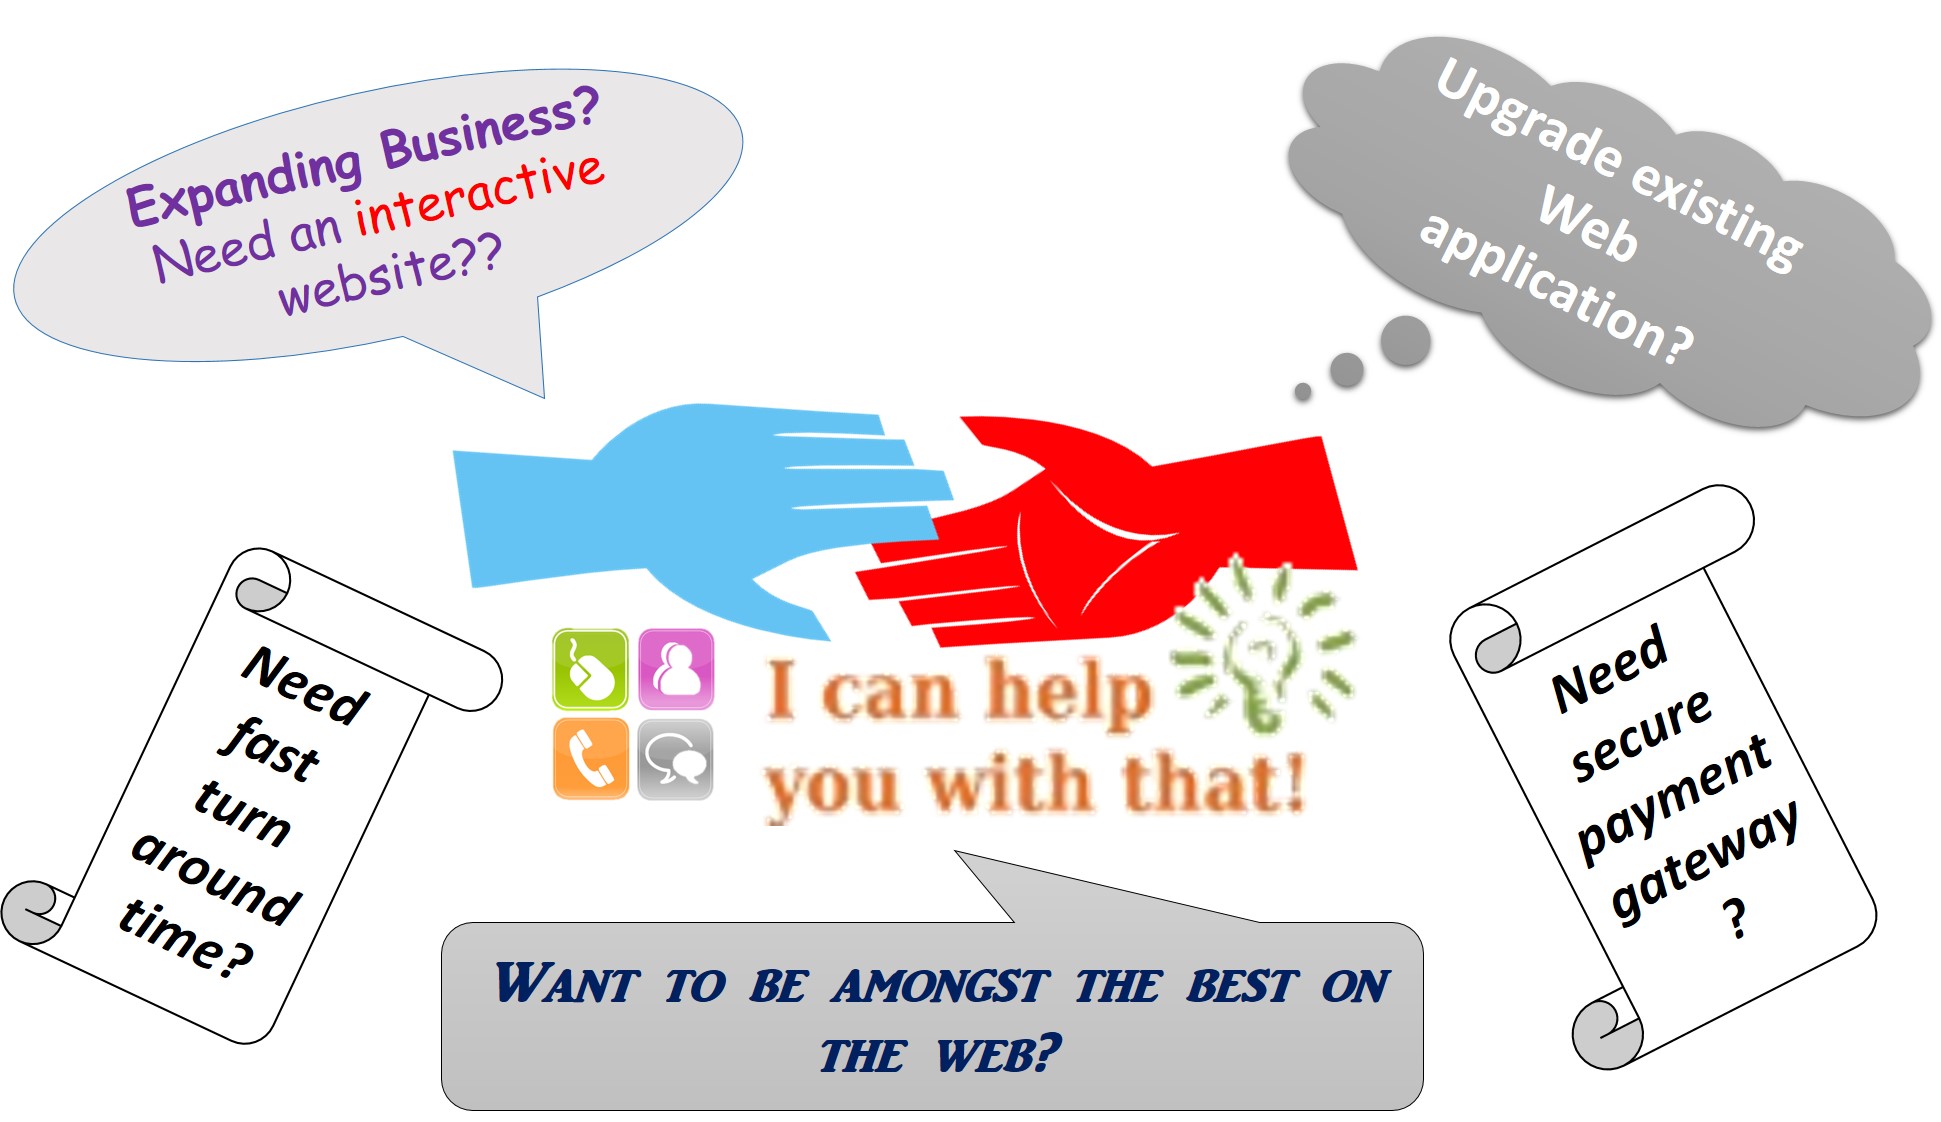 Expanding Business?
Need an interactive
website??
Upgrade existing
Web
application?
Need
fast
turn
around
time?
I can help
you with that!
Need
secure
payment
gateway
?
WANT TO BE AMONGST THE BEST ON
THE WEB?